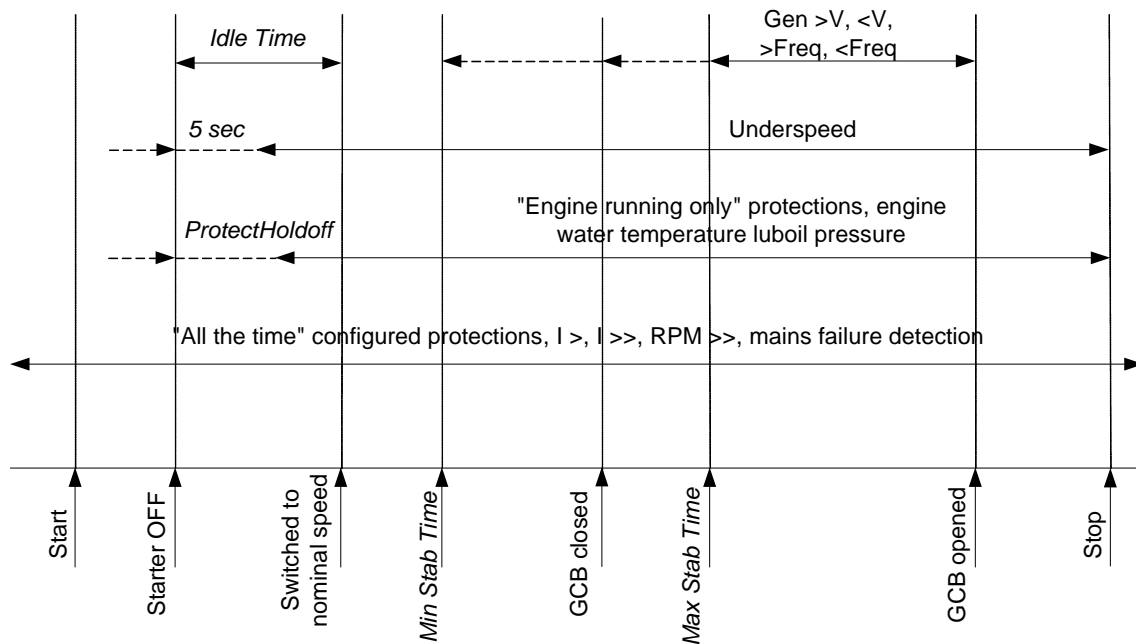 Idle Time
Gen >V, <V,
>Freq, <Freq
5 sec
Underspeed
ProtectHoldoff
"Engine running only" protections, engine
water temperature luboil pressure
"All the time" configured protections, I >, I >>, RPM >>, mains failure detection
Start
Starter OFF
Switched to
nominal speed
Min Stab Time
GCB closed
Max Stab Time
GCB opened
Stop